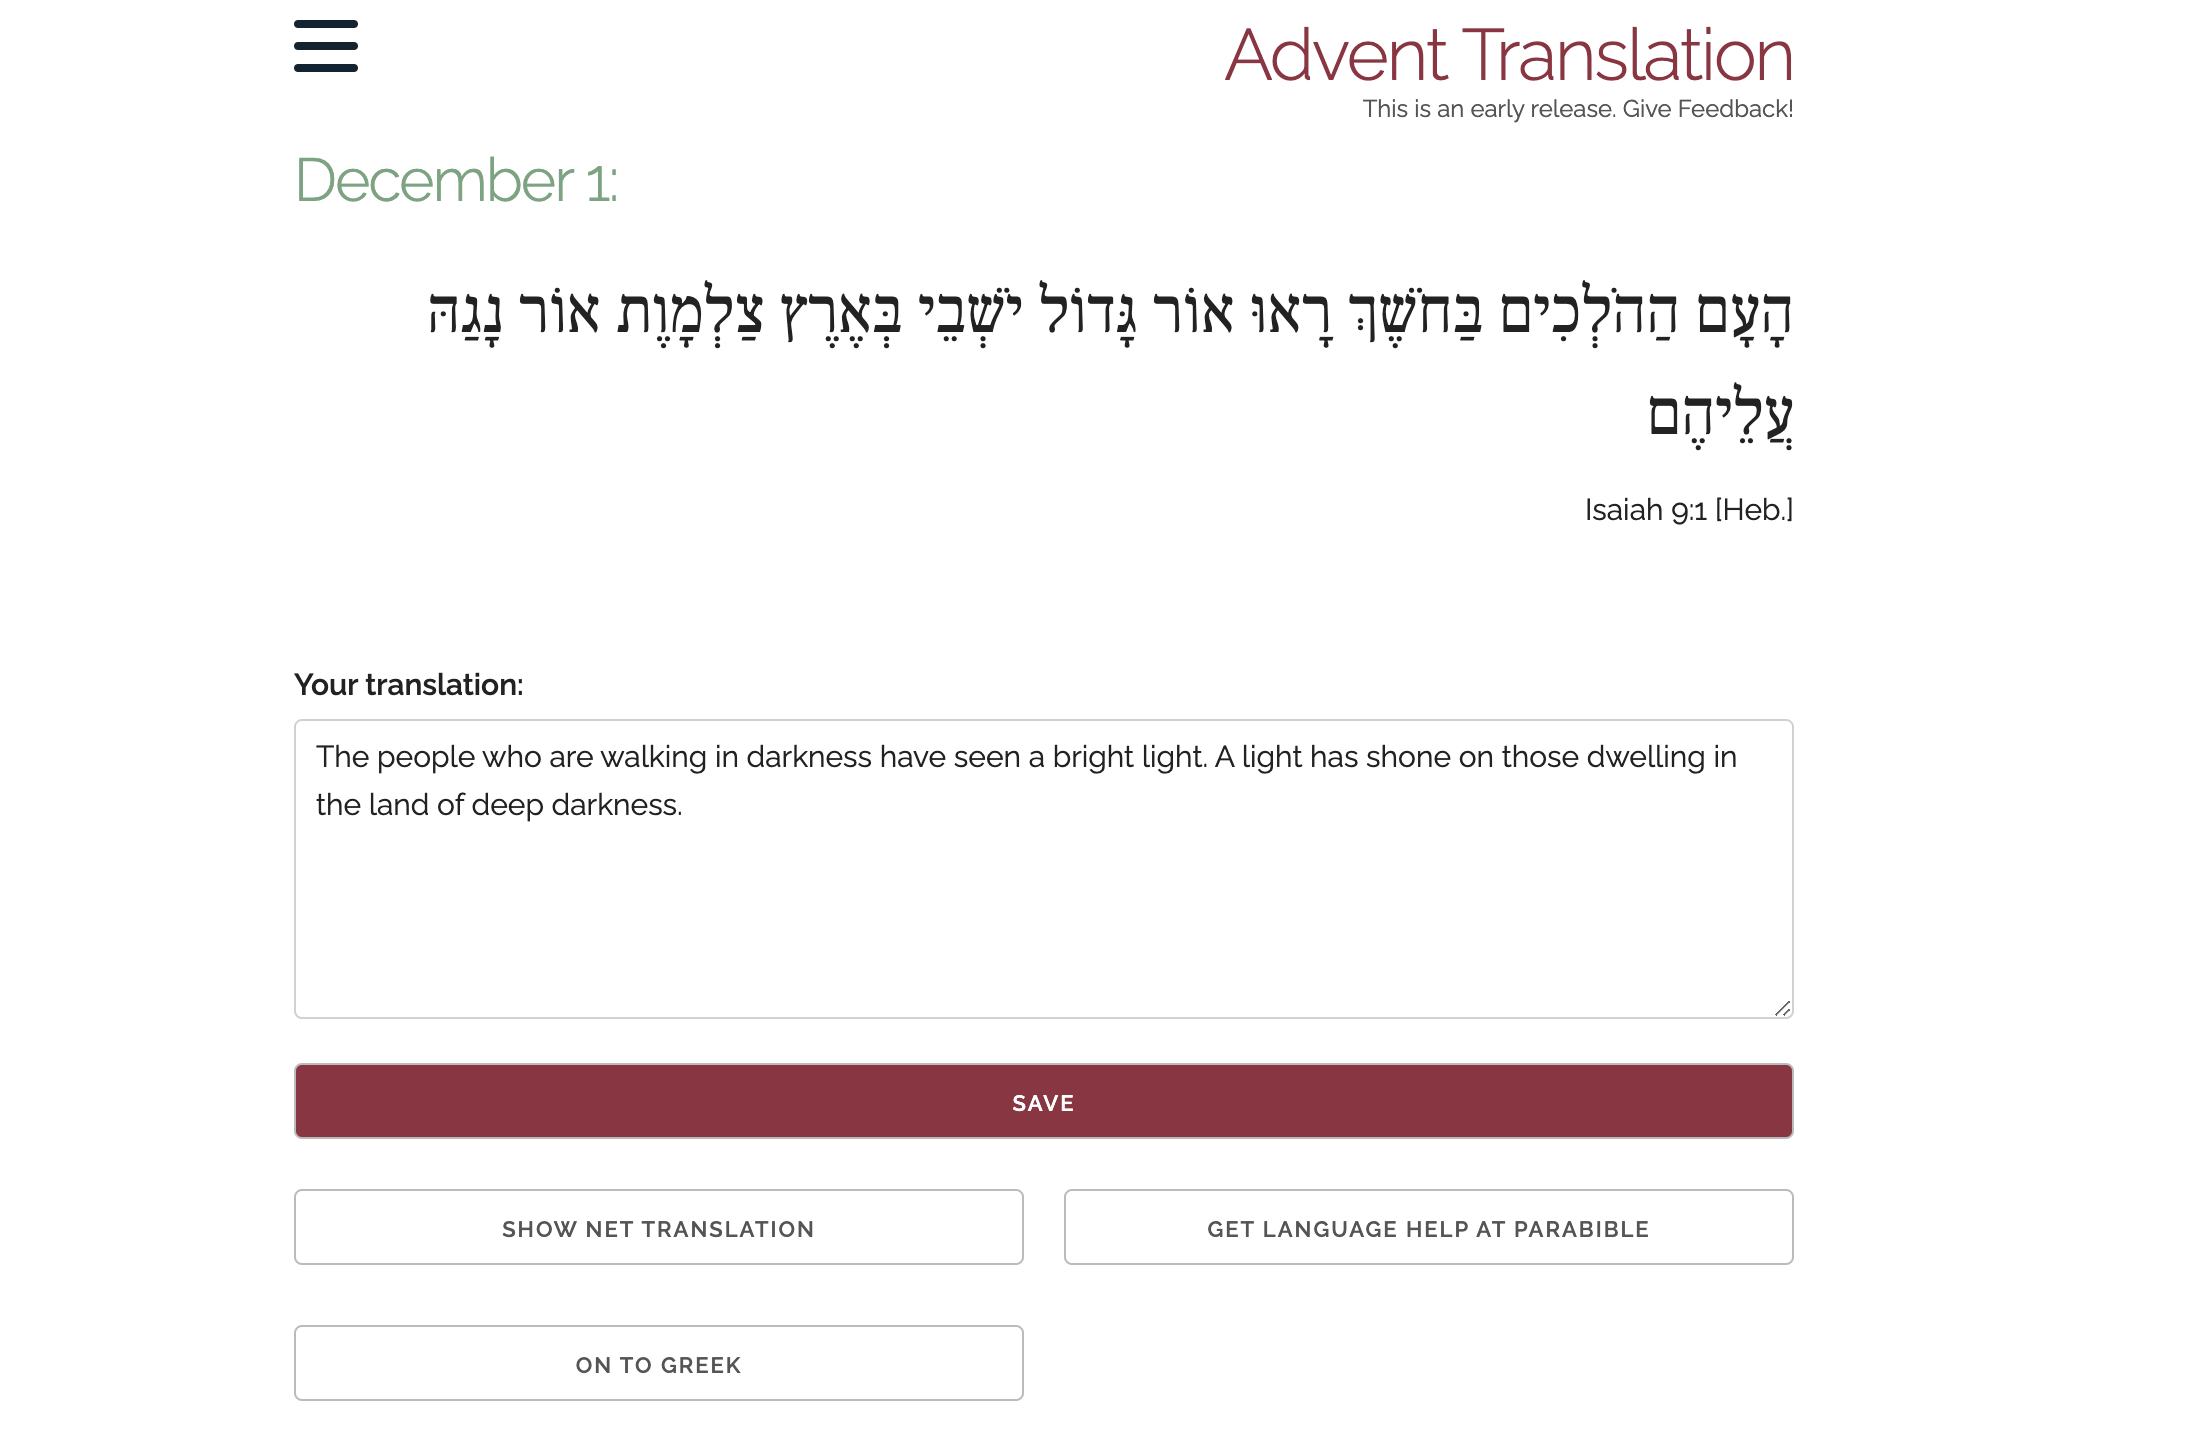 Advent Translation
This is an early release. Give Feedback!
December 1:
הָעָם הַהֹלְכִים בַּחֹשֶׁךְ רָאוּ אוֹר גָּדוֹל יֹשְׁבֵי בְּאֶרֶץ צַלְמָוֶת אוֹר נָגַהּ
עֲלֵיהֶם
Isaiah 9:1 [Heb.]
Your translation:
The people who are walking in darkness have seen a bright light. A light has shone on those dwelling in
the land of deep darkness.
SAVE
SHOW NET TRANSLATION
GET LANGUAGE HELP AT PARABIBLE
ON TO GREEK